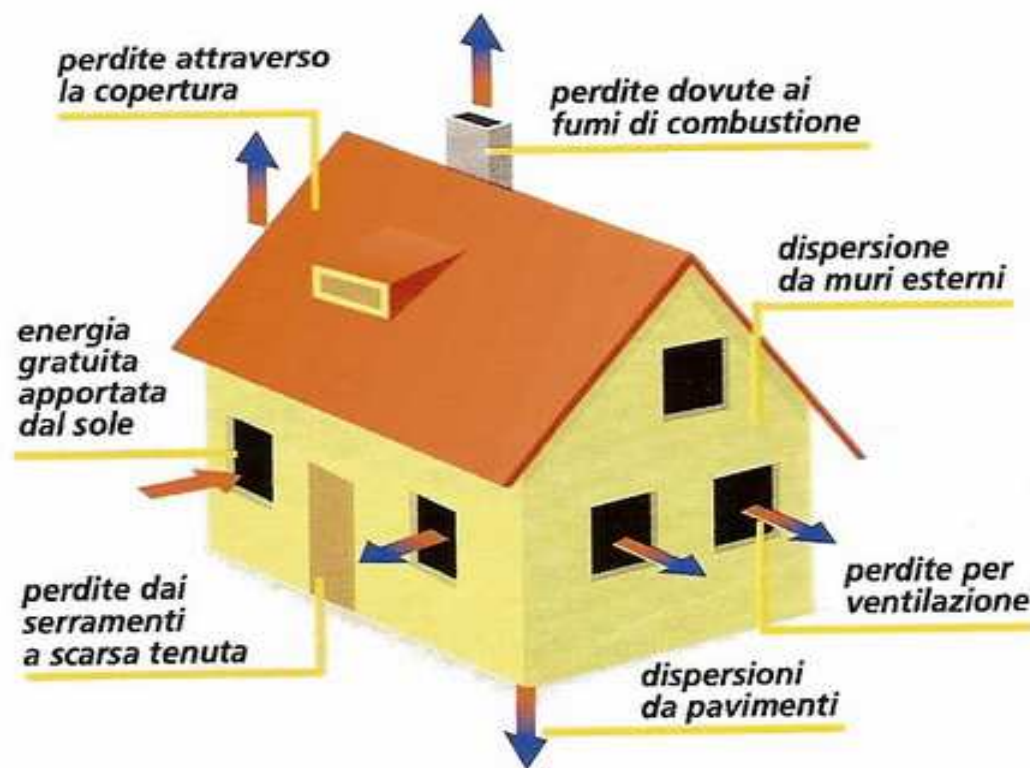 perdite attraverso
la copertura
perdite dovute ai
fumi di combustione
dispersione
da muri esterni
energia
gratuita
apportata
dal sole
perdite per
ventilazione
perdite dai
serramenti
a scarsa tenuta
dispersioni
da pavimenti